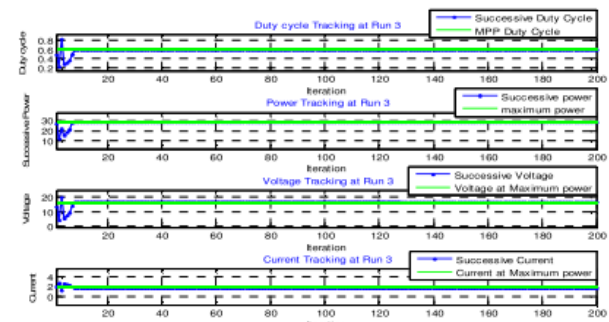 Duty cycle Tracking at Run 3
Successive Duty Cycle
MPP Duty Cycle
Duty cycle
0.8
0.6
0.4
0.2
20 40 60 80 100 120 140 160 180 200
Iteration
Power Tracking at Run 3
Successive power
maximum power
Successive Power
30
20
10
20 40 60 80 100 120 140 160 180 200
Iteration
Voltage Tracking at Run 3
Successive Voltage
Voltage at Maximum power
Voltage
20
10
0
20 40 60 80 100 120 140 160 180 200
Iteration
Current Tracking at Run 3
Successive Current
Current at Maximum power
Current
4
2
0
20 40 60 80 100 120 140 160 180 200